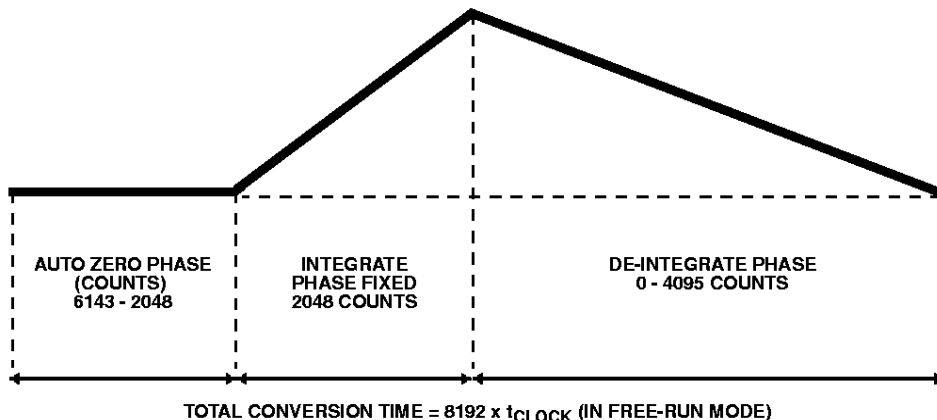 AUTO ZERO PHASE
(COUNTS)
6143 - 2048
INTEGRATE
PHASE FIXED
2048 COUNTS
DE-INTEGRATE PHASE
0 - 4095 COUNTS
TOTAL CONVERSION TIME = 8192 x tCLOCK (IN FREE-RUN MODE)